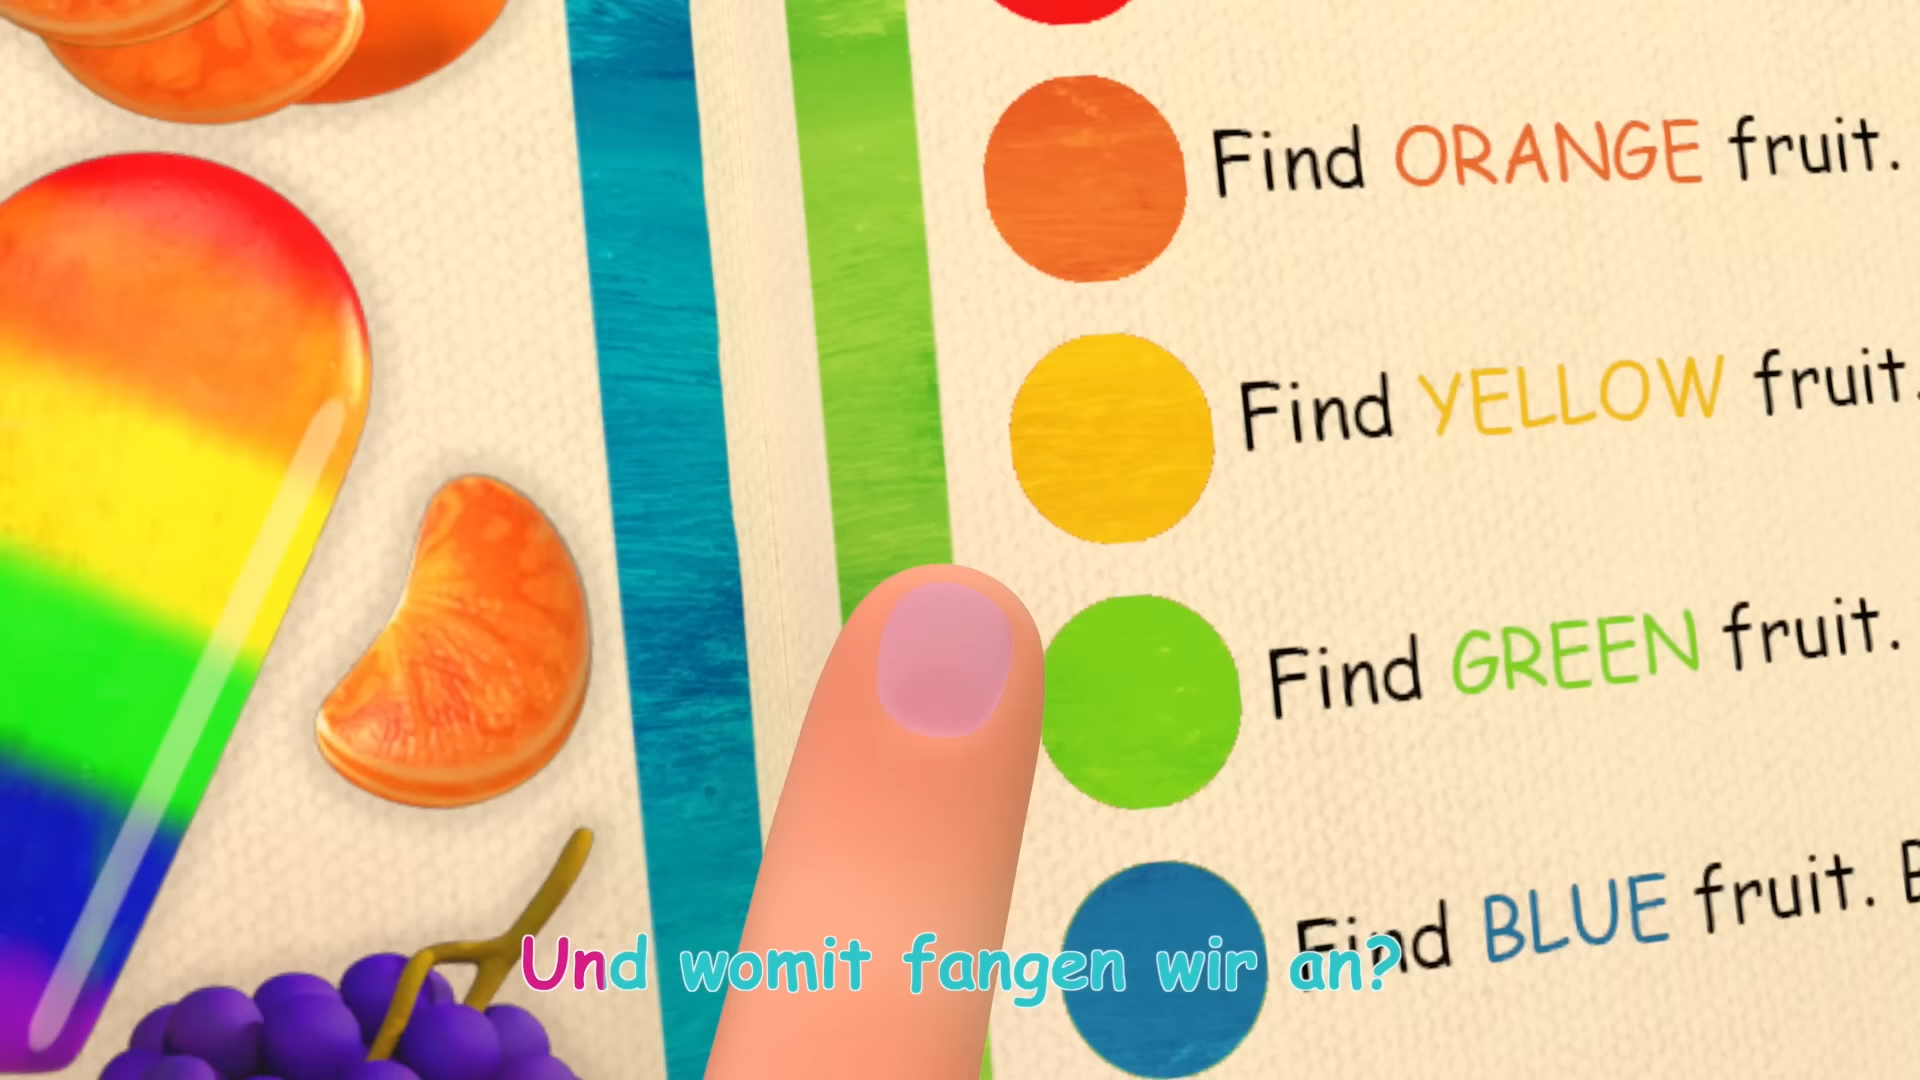 Find ORANGE fruit.
Find YELLOW fruit.
Find GREEN fruit.
Find BLUE fruit.
Und womit fangen wir an?